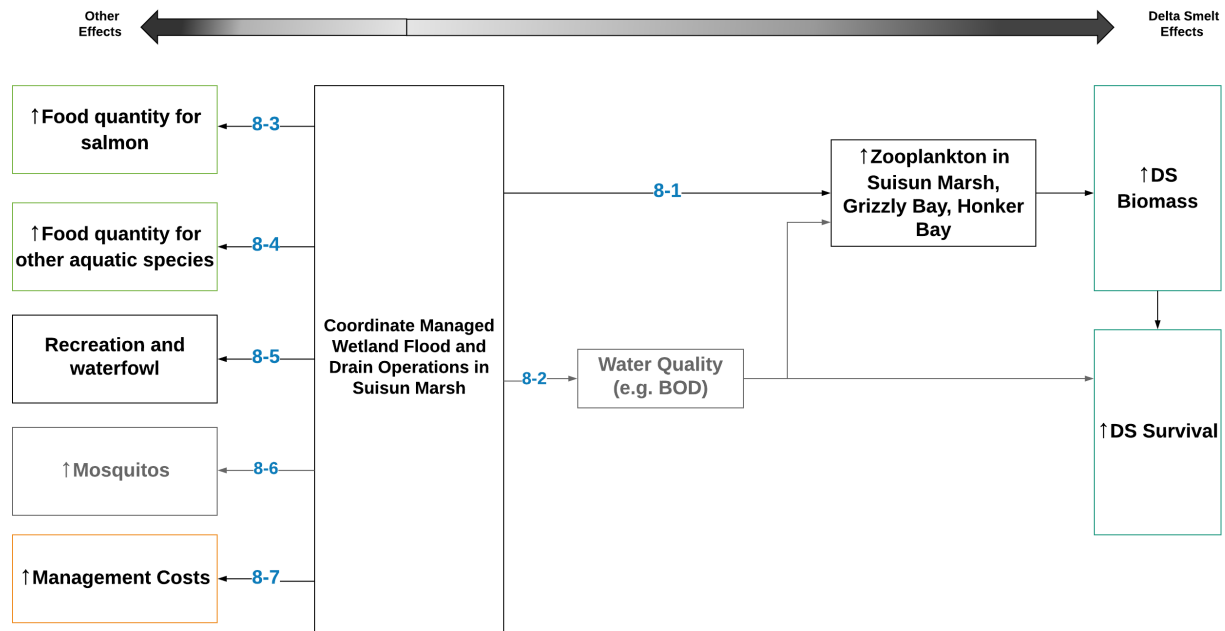 Other
Effects
Delta Smelt
Effects
↑Food quantity for
salmon
8-3
↑Food quantity for
other aquatic species
8-4
Recreation and
waterfowl
8-5
↑Mosquitos
8-6
↑Management Costs
8-7
Coordinate Managed
Wetland Flood and
Drain Operations in
Suisun Marsh
8-1
8-2
Water Quality
(e.g. BOD)
↑Zooplankton in
Suisun Marsh,
Grizzly Bay, Honker
Bay
↑DS
Biomass
↑DS Survival